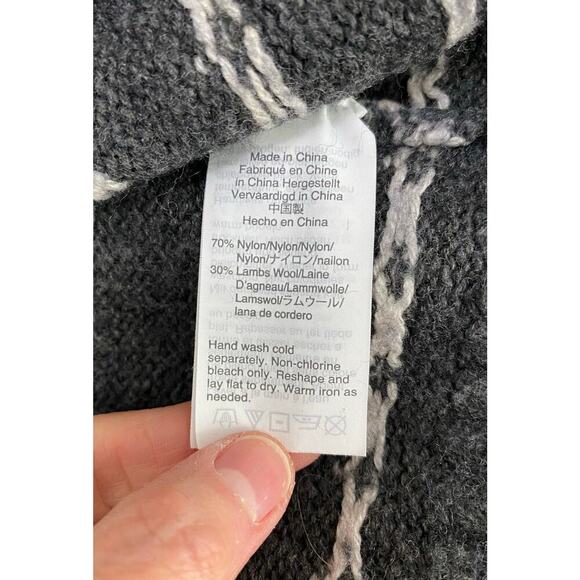 Made in China
Fabriqué en Chine
in China Hergestellt
Vervaardigd in China
中国製
Hecho en China
70% Nylon/Nylon/Nylon/
Nylon/ナイロン/nailon
30% Lambs Wool/Laine
D'agneau/Lammwolle/
Lamswol/ラムウール/
lana de cordero
Hand wash cold
separately. Non-chlorine
bleach only. Reshape and
lay flat to dry. Warm iron as
needed.